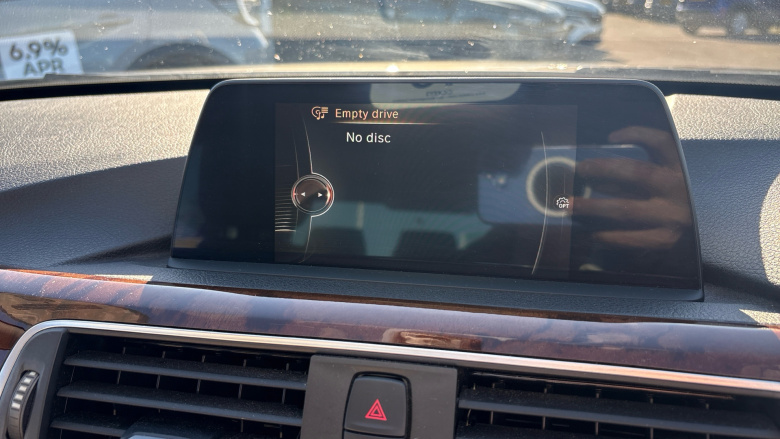 6.9%
APR
Empty drive
No disc
OPT